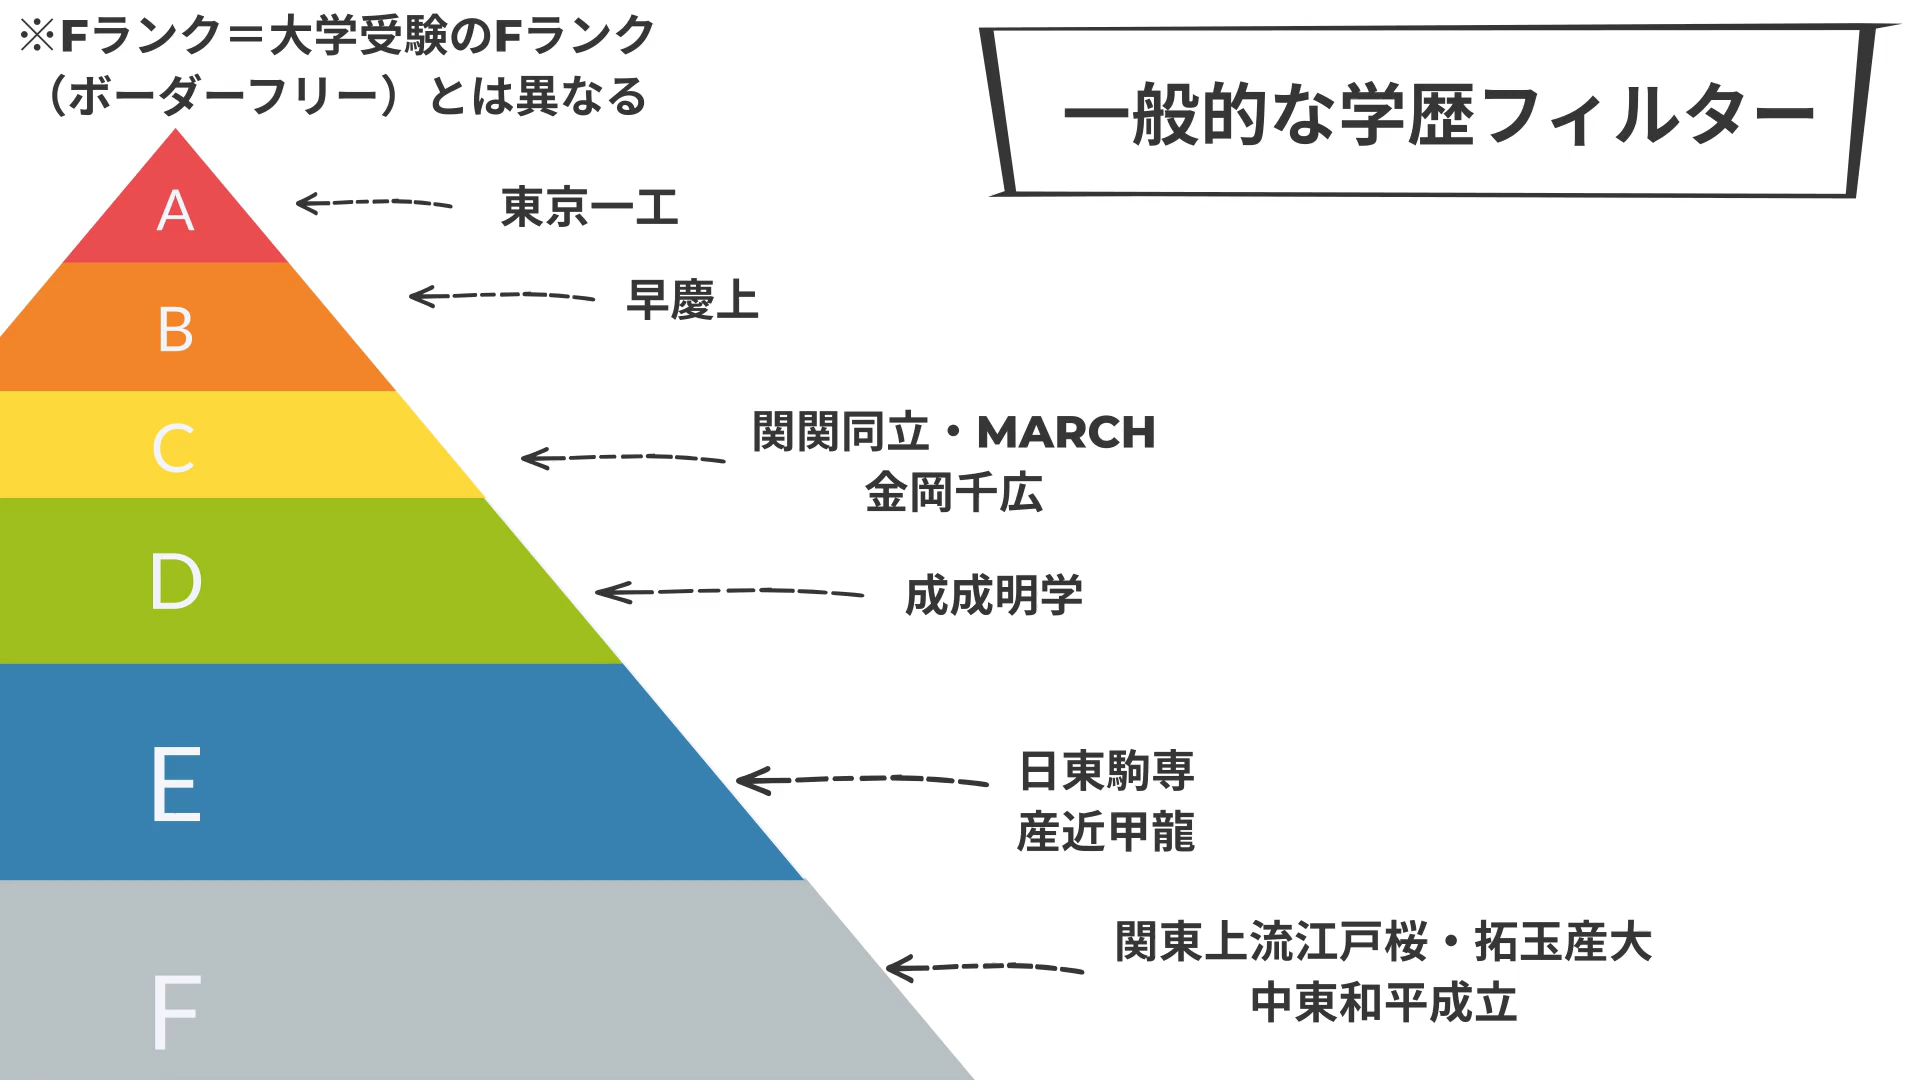 ※Fランク＝大学受験のFランク
（ボーダーフリー）とは異なる
一般的な学歴フィルター
A
東京一工
B
早慶上
C
関関同立・MARCH
金岡千広
D
成成明学
E
日東駒専
産近甲龍
F
関東上流江戸桜・拓玉産大
中東和平成立